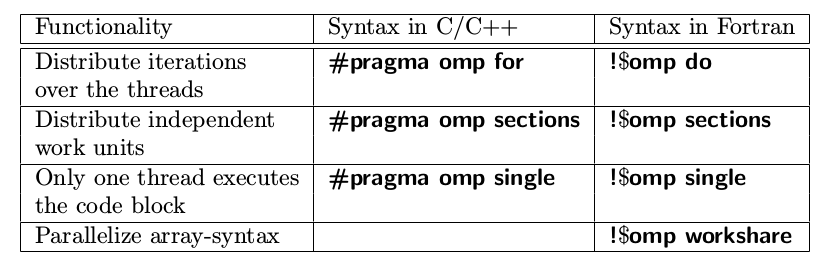 Functionality Syntax in C/C++ Syntax in Fortran
Distribute iterations #pragma omp for !$omp do
over the threads
Distribute independent #pragma omp sections !$omp sections
work units
Only one thread executes #pragma omp single !$omp single
the code block
Parallelize array-syntax !$omp workshare